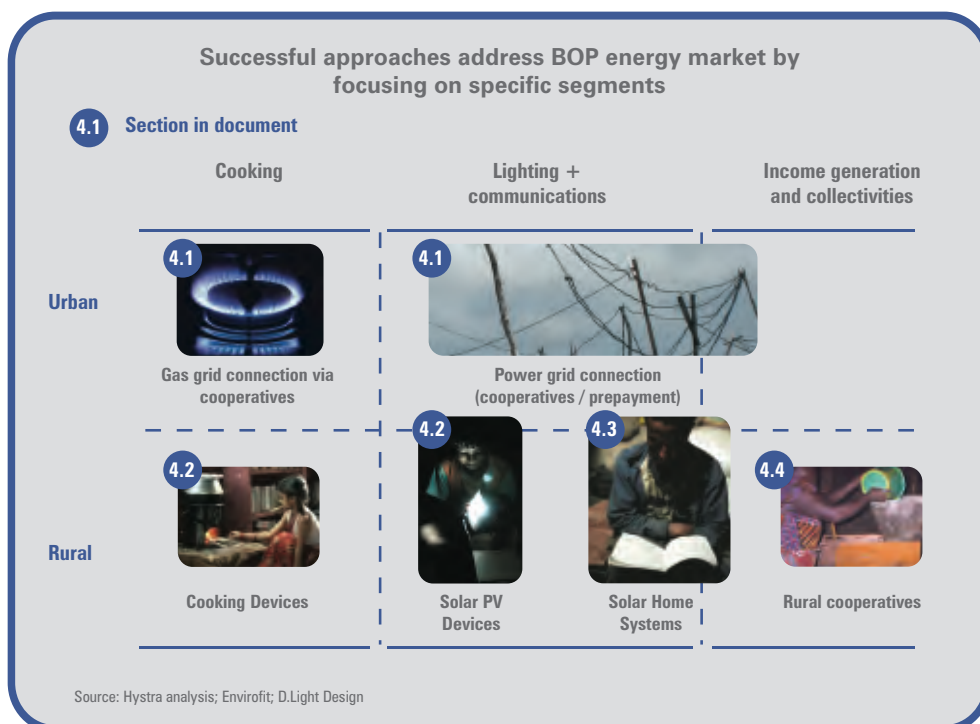 Successful approaches address BOP energy market by
focusing on specific segments
4.1 Section in document
Cooking
Lighting +
communications
Income generation
and collectivities
Urban
4.1
Gas grid connection via
cooperatives
4.1
Power grid connection
(cooperatives / prepayment)
Rural
4.2
Cooking Devices
4.2
Solar PV
Devices
4.3
Solar Home
Systems
4.4
Rural cooperatives
Source: Hystra analysis; Envirofit; D.Light Design